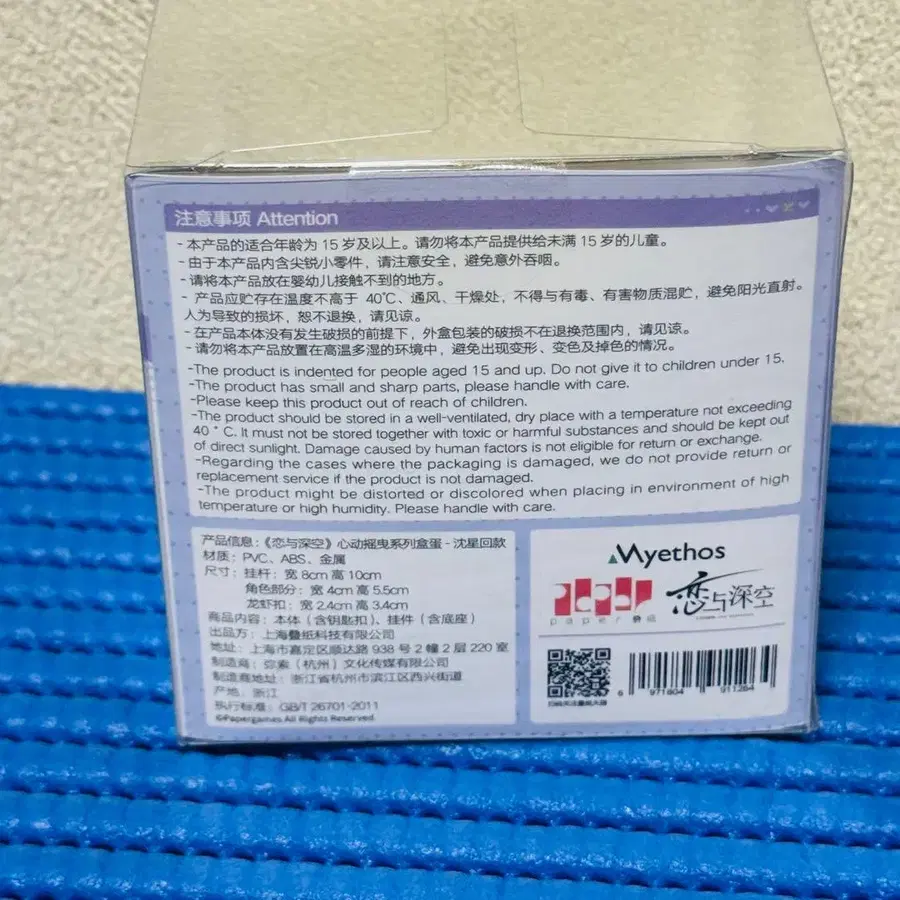 注意事项 Attention
- 本产品的适合年龄为 15 岁及以上。请勿将本产品提供给未满 15 岁的儿童。
- 由于本产品内含尖锐小零件，请注意安全，避免意外吞咽。
- 请将本产品放在婴幼儿接触不到的地方。
- 产品应贮存在温度不高于 40℃、通风、干燥处，不得与有毒、有害物质混贮，避免阳光直射。
人为导致的损坏，恕不退换，请见谅。
- 在产品本体没有发生破损的前提下，外盒包装的破损不在退换范围内，请见谅。
- 请勿将本产品放置在高温多湿的环境中，避免出现变形、变色及掉色的情况。
-The product is indented for people aged 15 and up. Do not give it to children under 15.
-The product has small and sharp parts, please handle with care.
-Please keep this product out of reach of children.
-The product should be stored in a well-ventilated, dry place with a temperature not exceeding
40 ° C. It must not be stored together with toxic or harmful substances and should be kept out
of direct sunlight. Damage caused by human factors is not eligible for return or exchange.
-Regarding the cases where the packaging is damaged, we do not provide return or
replacement service if the product is not damaged.
-The product might be distorted or discolored when placing in environment of high
temperature or high humidity. Please handle with care.
产品信息：《恋与深空》心动摇曳系列盒蛋 - 沈星回款
材质：PVC、ABS、金属
尺寸：挂杆：宽 8cm 高 10cm
角色部分：宽 4cm 高 5.5cm
龙虾扣：宽 2.4cm 高 3.4cm
商品内容：本体（含钥匙扣）、挂件（含底座）
出品方：上海叠纸科技有限公司
地址：上海市嘉定区顺达路 938 号 2 幢 2 层 220 室
制造商：弥索（杭州）文化传媒有限公司
制造商地址：浙江省杭州市滨江区西兴街道
产地：浙江
执行标准：GB/T 26701-2011
©Papergames All Rights Reserved.
Myethos
paper 叠纸
恋与深空
6 971804 911264